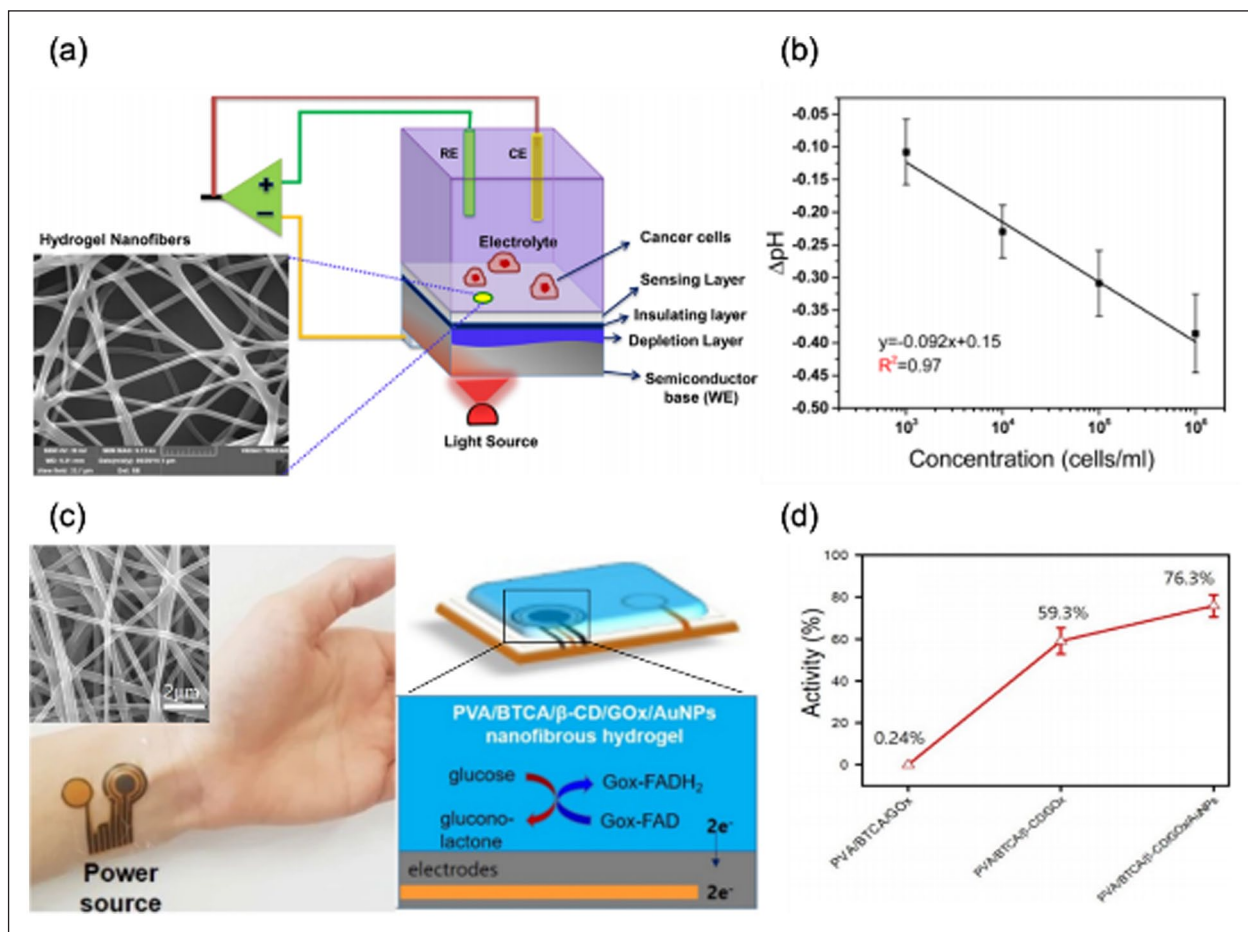 (a)
RE
CE
+
−
Electrolyte
Hydrogel Nanofibers
Cancer cells
Sensing Layer
Insulating layer
Depletion Layer
Semiconductor
base (WE)
Light Source
(b)
-0.05
-0.10
-0.15
-0.20
-0.25
-0.30
-0.35
-0.40
-0.45
-0.50
ΔpH
y=-0.092x+0.15
R²=0.97
10³
10⁴
10⁵
10⁶
Concentration (cells/ml)
(c)
2μm
Power
source
PVA/BTCA/β-CD/GOx/AuNPs
nanofibrous hydrogel
glucose
Gox-FADH₂
glucono-
lactone
Gox-FAD
2e⁻
electrodes
2e⁻
(d)
100
80
60
40
20
0
Activity (%)
0.24%
59.3%
76.3%
PVA/BTCA/GOx
PVA/BTCA/β-CD/GOx
PVA/BTCA/β-CD/GOx/AuNPs